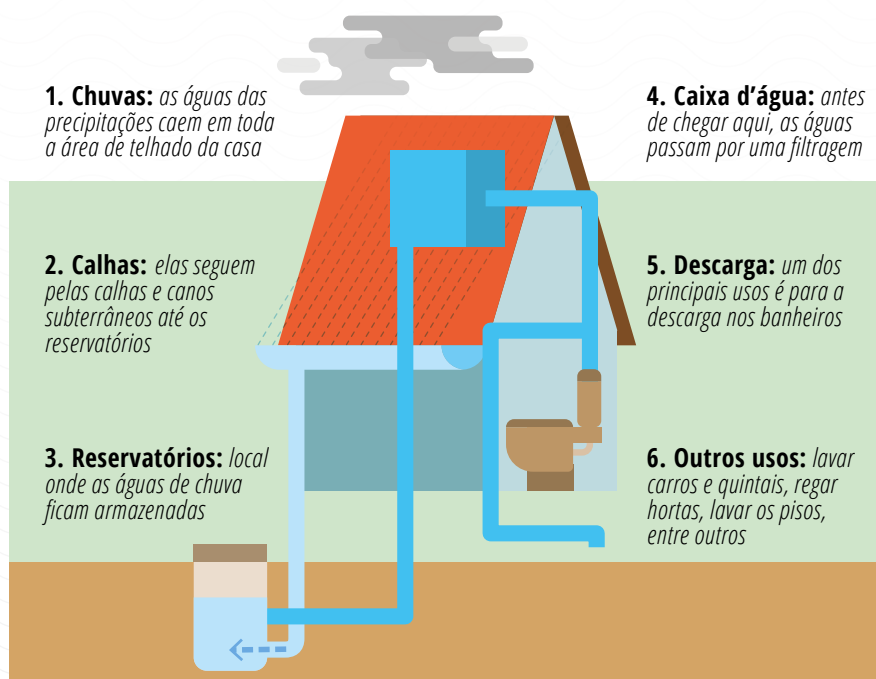 1. Chuvas: as águas das
precipitações caem em toda
a área de telhado da casa
2. Calhas: elas seguem
pelas calhas e canos
subterrâneos até os
reservatórios
3. Reservatórios: local
onde as águas de chuva
ficam armazenadas
4. Caixa d’água: antes
de chegar aqui, as águas
passam por uma filtragem
5. Descarga: um dos
principais usos é para a
descarga nos banheiros
6. Outros usos: lavar
carros e quintais, regar
hortas, lavar os pisos,
entre outros